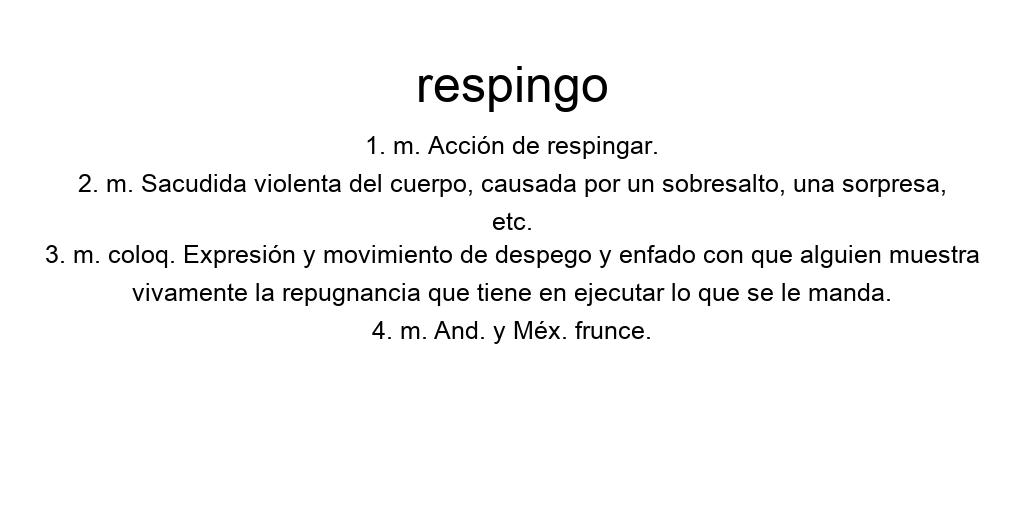 respingo
1. m. Acción de respingar.
2. m. Sacudida violenta del cuerpo, causada por un sobresalto, una sorpresa,
etc.
3. m. coloq. Expresión y movimiento de despego y enfado con que alguien muestra
vivamente la repugnancia que tiene en ejecutar lo que se le manda.
4. m. And. y Méx. frunce.